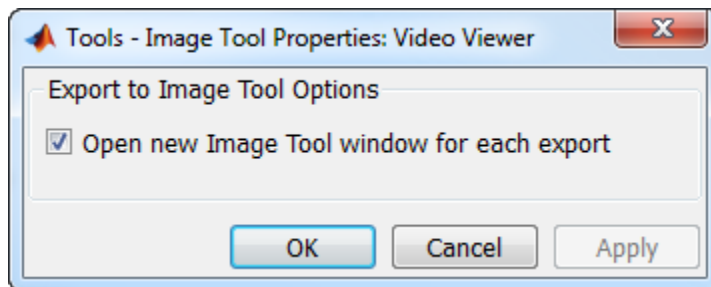 Tools - Image Tool Properties: Video Viewer
Export to Image Tool Options
Open new Image Tool window for each export
OK Cancel Apply